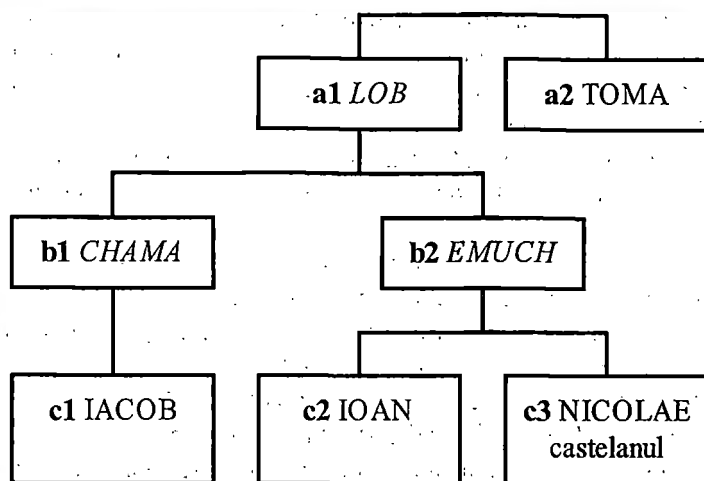 a1 LOB
a2 TOMA
b1 CHAMA
b2 EMUCH
c1 IACOB
c2 IOAN
c3 NICOLAE
castelanul